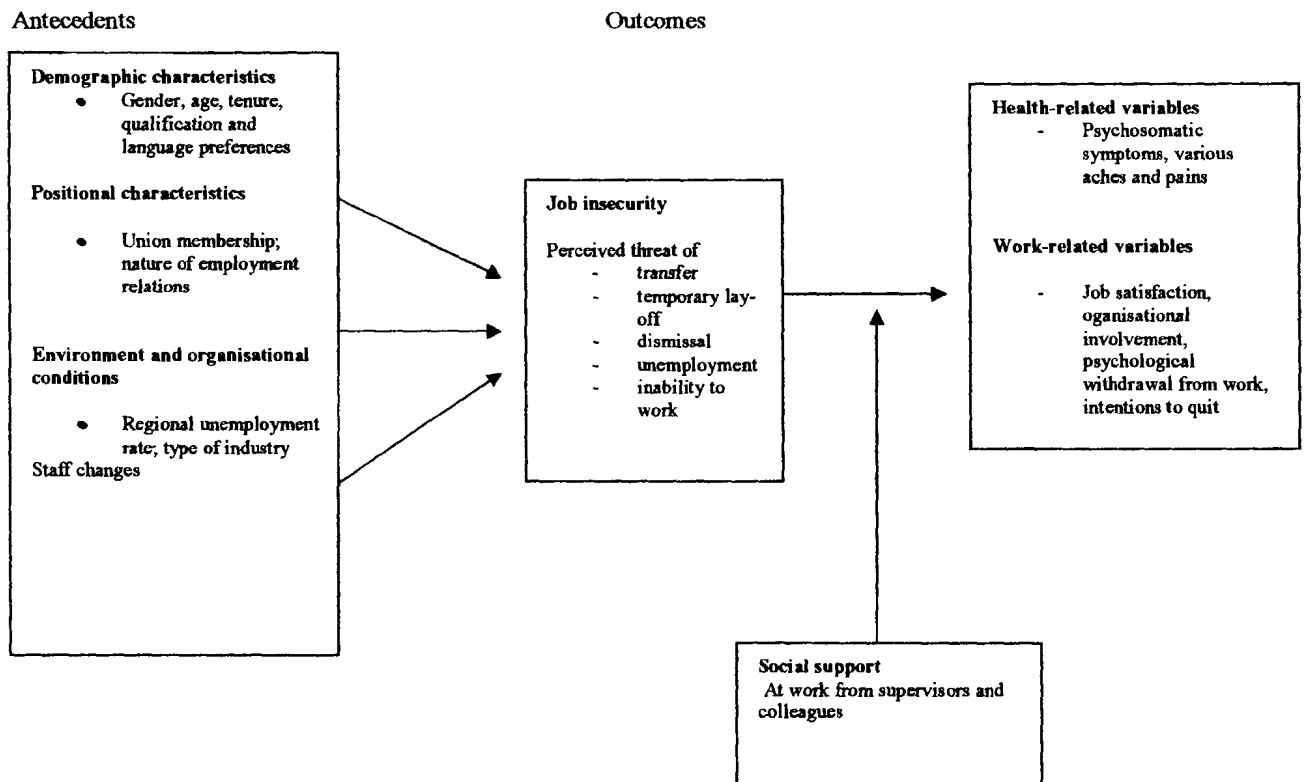 Antecedents
Outcomes
Demographic characteristics
• Gender, age, tenure,
qualification and
language preferences
Positional characteristics
• Union membership;
nature of employment
relations
Environment and organisational
conditions
• Regional unemployment
rate; type of industry
Staff changes
Job insecurity
Perceived threat of
- transfer
- temporary lay-
off
- dismissal
- unemployment
- inability to
work
Health-related variables
- Psychosomatic
symptoms, various
aches and pains
Work-related variables
- Job satisfaction,
oganisational
involvement,
psychological
withdrawal from work,
intentions to quit
Social support
At work from supervisors and
colleagues